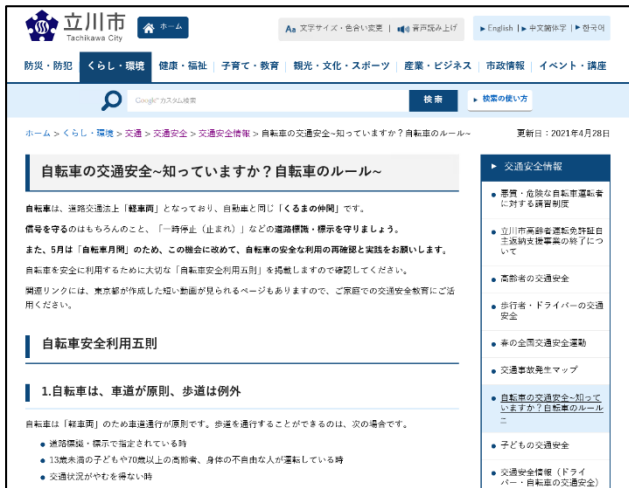 立川市
Tachikawa City
ホーム
Aa 文字サイズ・色合い変更 | 音声読み上げ
English | 中文簡体字 | 한국어
防災・防犯 くらし・環境 健康・福祉 子育て・教育 観光・文化・スポーツ 産業・ビジネス 市政情報 イベント・講座
Google カスタム検索 検索 検索の使い方
ホーム > くらし・環境 > 交通 > 交通安全 > 交通安全情報 > 自転車の交通安全~知っていますか？自転車のルール~
更新日：2021年4月28日
自転車の交通安全~知っていますか？自転車のルール~
自転車は、道路交通法上「軽車両」となっており、自動車と同じ「くるまの仲間」です。
信号を守るのはもちろんのこと、「一時停止（止まれ）」などの道路標識・標示を守りましょう。
また、5月は「自転車月間」のため、この機会に改めて、自転車の安全な利用の再確認と実践をお願いします。
自転車を安全に利用するために大切な「自転車安全利用五則」を掲載しますので確認してください。
関連リンクには、東京都が作成した短い動画が見られるページもありますので、ご家庭での交通安全教育にご活
用ください。
自転車安全利用五則
1.自転車は、車道が原則、歩道は例外
自転車は「軽車両」のため車道通行が原則です。歩道を通行することができるのは、次の場合です。
道路標識・標示で指定されている時
13歳未満の子どもや70歳以上の高齢者、身体の不自由な人が運転している時
交通状況がやむを得ない時
交通安全情報
悪質・危険な自転車運転者
に対する講習制度
立川市高齢者運転免許証自
主返納支援事業の終了につ
いて
高齢者の交通安全
歩行者・ドライバーの交通
安全
春の全国交通安全運動
交通事故発生マップ
自転車の交通安全~知って
いますか？自転車のルール
~
子どもの交通安全
交通安全情報（ドライ
バー・自転車の交通安全）